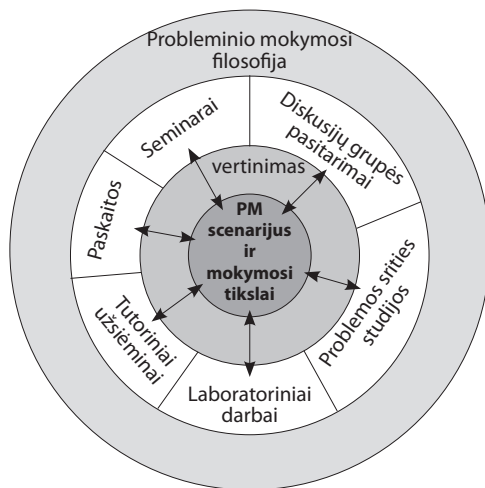 Probleminio mokymosi
filosofija
Seminarai
Diskusijų grupės
pasitarimai
vertinimas
Paskaitos
PM
scenarijus
ir
mokymosi
tikslai
Tutoriniai
užsiėminai
Problemos srities
studijos
Laboratoriniai
darbai